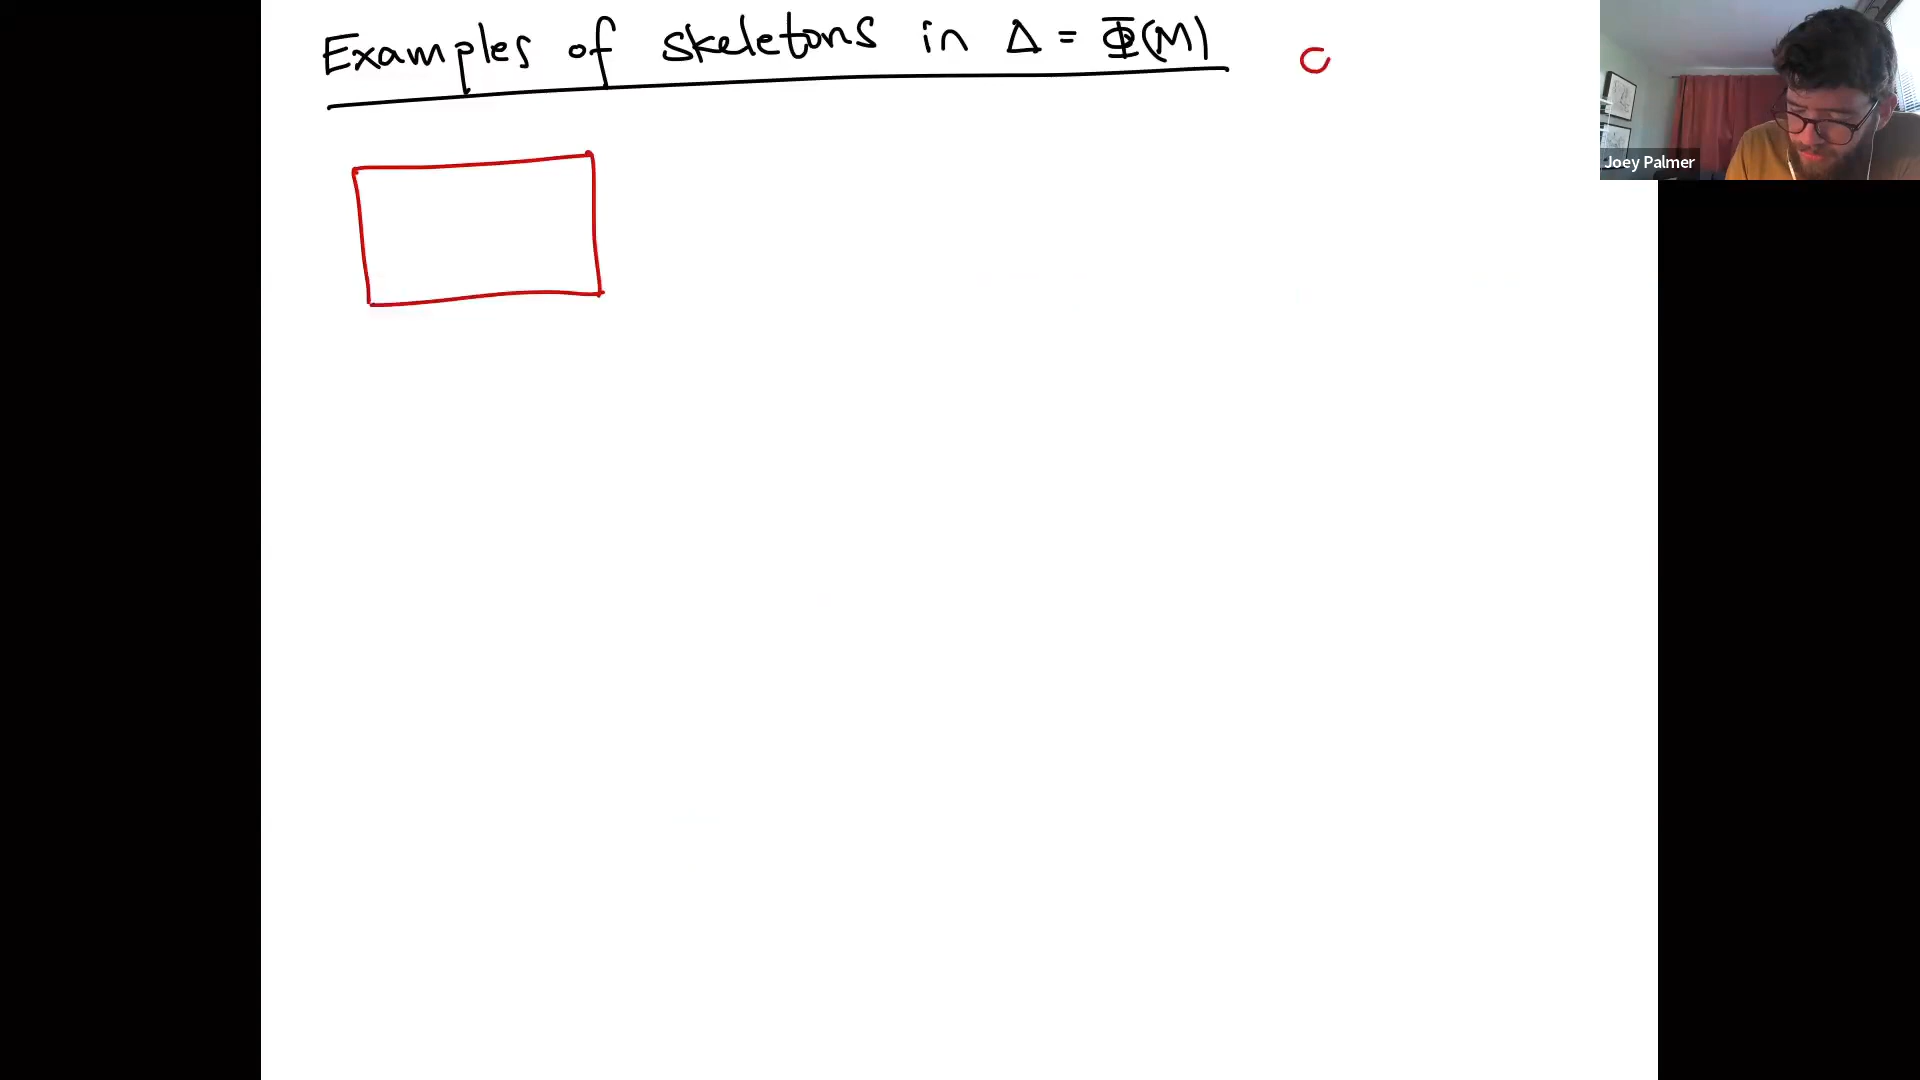 Examples of skeletons in Δ = Φ(M) C
Joey Palmer